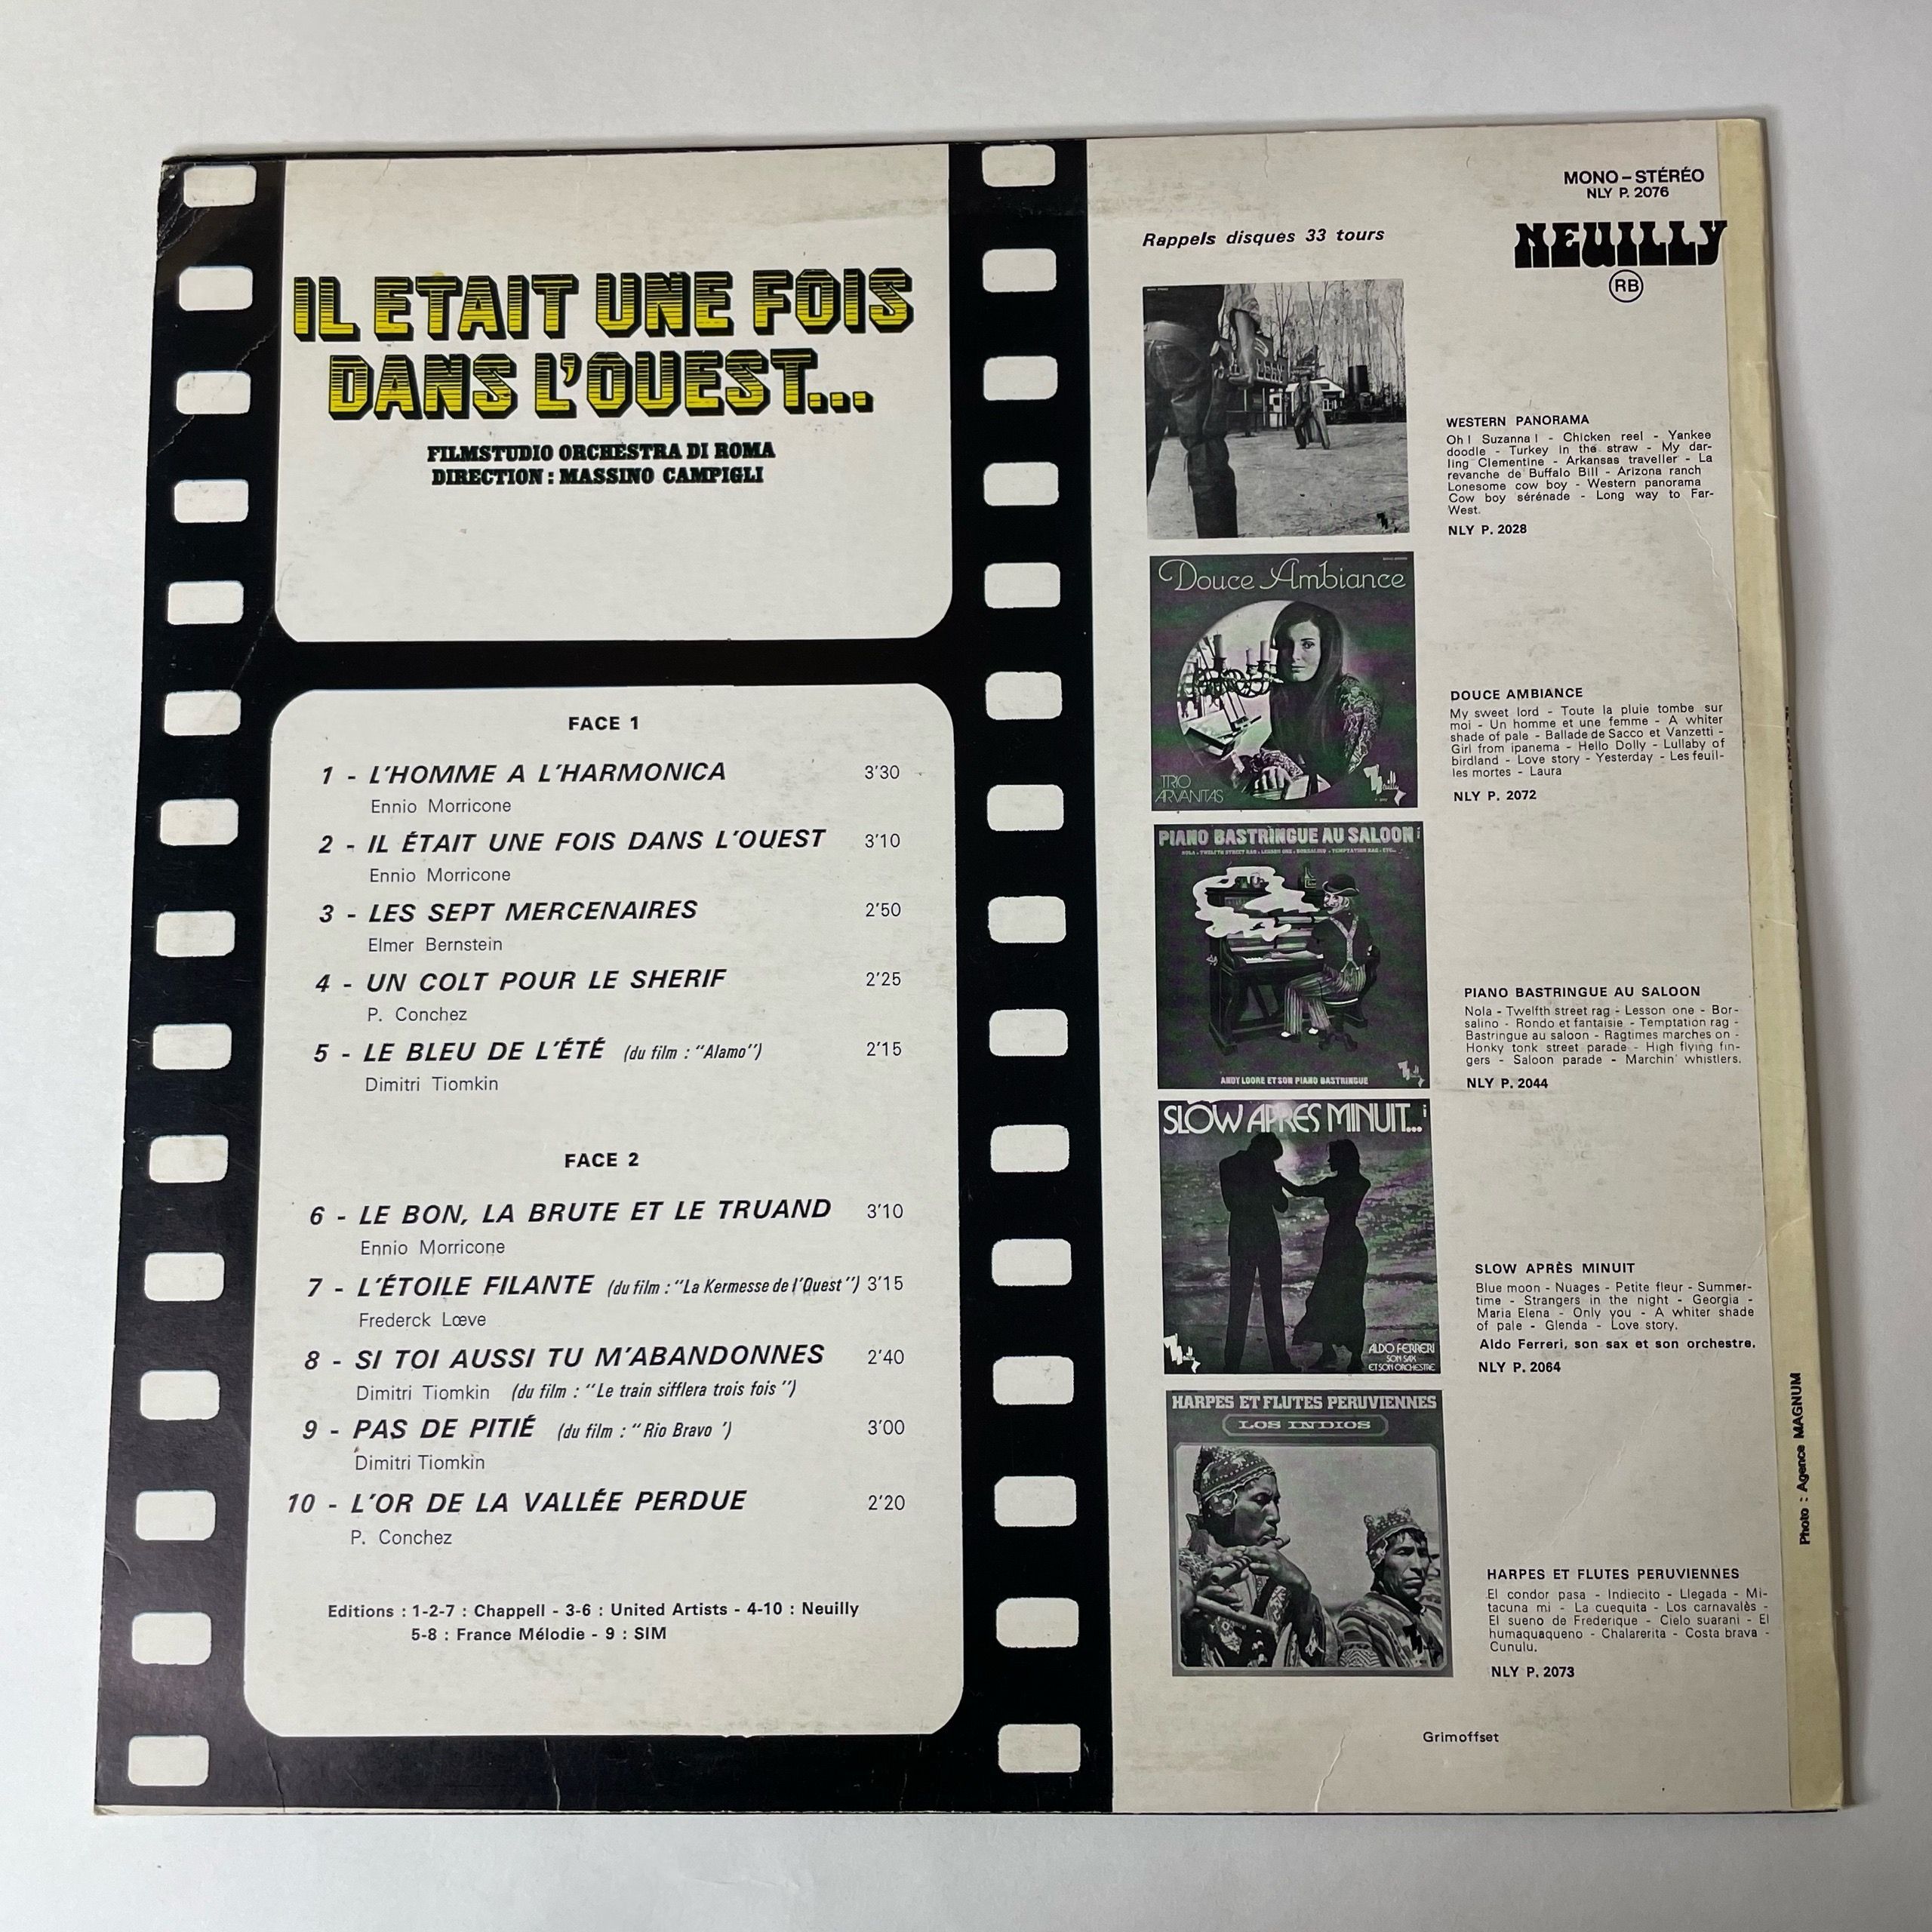 IL ETAIT UNE FOIS
DANS L'OUEST...
FILMSTUDIO ORCHESTRA DI ROMA
DIRECTION : MASSINO CAMPIGLI
FACE 1
1 - L'HOMME A L'HARMONICA 3'30
Ennio Morricone
2 - IL ÉTAIT UNE FOIS DANS L'OUEST 3'10
Ennio Morricone
3 - LES SEPT MERCENAIRES 2'50
Elmer Bernstein
4 - UN COLT POUR LE SHERIF 2'25
P. Conchez
5 - LE BLEU DE L'ÉTÉ (du film : "Alamo") 2'15
Dimitri Tiomkin
FACE 2
6 - LE BON, LA BRUTE ET LE TRUAND 3'10
Ennio Morricone
7 - L'ÉTOILE FILANTE (du film : "La Kermesse de l'Ouest") 3'15
Frederck Lœve
8 - SI TOI AUSSI TU M'ABANDONNES 2'40
Dimitri Tiomkin (du film : "Le train sifflera trois fois ")
9 - PAS DE PITIÉ (du film : " Rio Bravo ') 3'00
Dimitri Tiomkin
10 - L'OR DE LA VALLÉE PERDUE 2'20
P. Conchez
Editions : 1-2-7 : Chappell - 3-6 : United Artists - 4-10 : Neuilly
5-8 : France Mélodie - 9 : SIM
MONO – STÉRÉO
NLY P. 2076
NEUILLY
RB
Rappels disques 33 tours
WESTERN PANORAMA
Oh ! Suzanna ! - Chicken reel - Yankee
doodle - Turkey in the straw - My dar-
ling Clementine - Arkansas traveller - La
revanche de Buffalo Bill - Arizona ranch
Lonesome cow boy - Western panorama
Cow boy sérénade - Long way to Far-
West.
NLY P. 2028
Douce Ambiance
TRIO
ARVANITAS
DOUCE AMBIANCE
My sweet lord - Toute la pluie tombe sur
moi - Un homme et une femme - A whiter
shade of pale - Ballade de Sacco et Vanzetti -
Girl from ipanema - Hello Dolly - Lullaby of
birdland - Love story - Yesterday - Les feuil-
les mortes - Laura
NLY P. 2072
PIANO BASTRINGUE AU SALOON
NOLA - TWELFTH STREET RAG - LESSON ONE - BORSALINO - TEMPTATION RAG - ETC...
ANDY LOORE ET SON PIANO BASTRINGUE
PIANO BASTRINGUE AU SALOON
Nola - Twelfth street rag - Lesson one - Bor-
salino - Rondo et fantaisie - Temptation rag -
Bastringue au saloon - Ragtimes marches on -
Honky tonk street parade - High flying fin-
gers - Saloon parade - Marchin' whistlers.
NLY P. 2044
SLOW APRES MINUIT...
ALDO FERRERI
SON SAX
ET SON ORCHESTRE
SLOW APRÈS MINUIT
Blue moon - Nuages - Petite fleur - Summer-
time - Strangers in the night - Georgia -
Maria Elena - Only you - A whiter shade
of pale - Glenda - Love story.
Aldo Ferreri, son sax et son orchestre.
NLY P. 2064
HARPES ET FLUTES PERUVIENNES
LOS INDIOS
HARPES ET FLUTES PERUVIENNES
El condor pasa - Indiecito - Llegada - Mi-
tacuna mi - La cuequita - Los carnavalès -
El sueno de Fréderique - Cielo suarani - El
humaquaqueno - Chalarerita - Costa brava -
Cunulu.
NLY P. 2073
Grimoffset
Photo : Agence MAGNUM